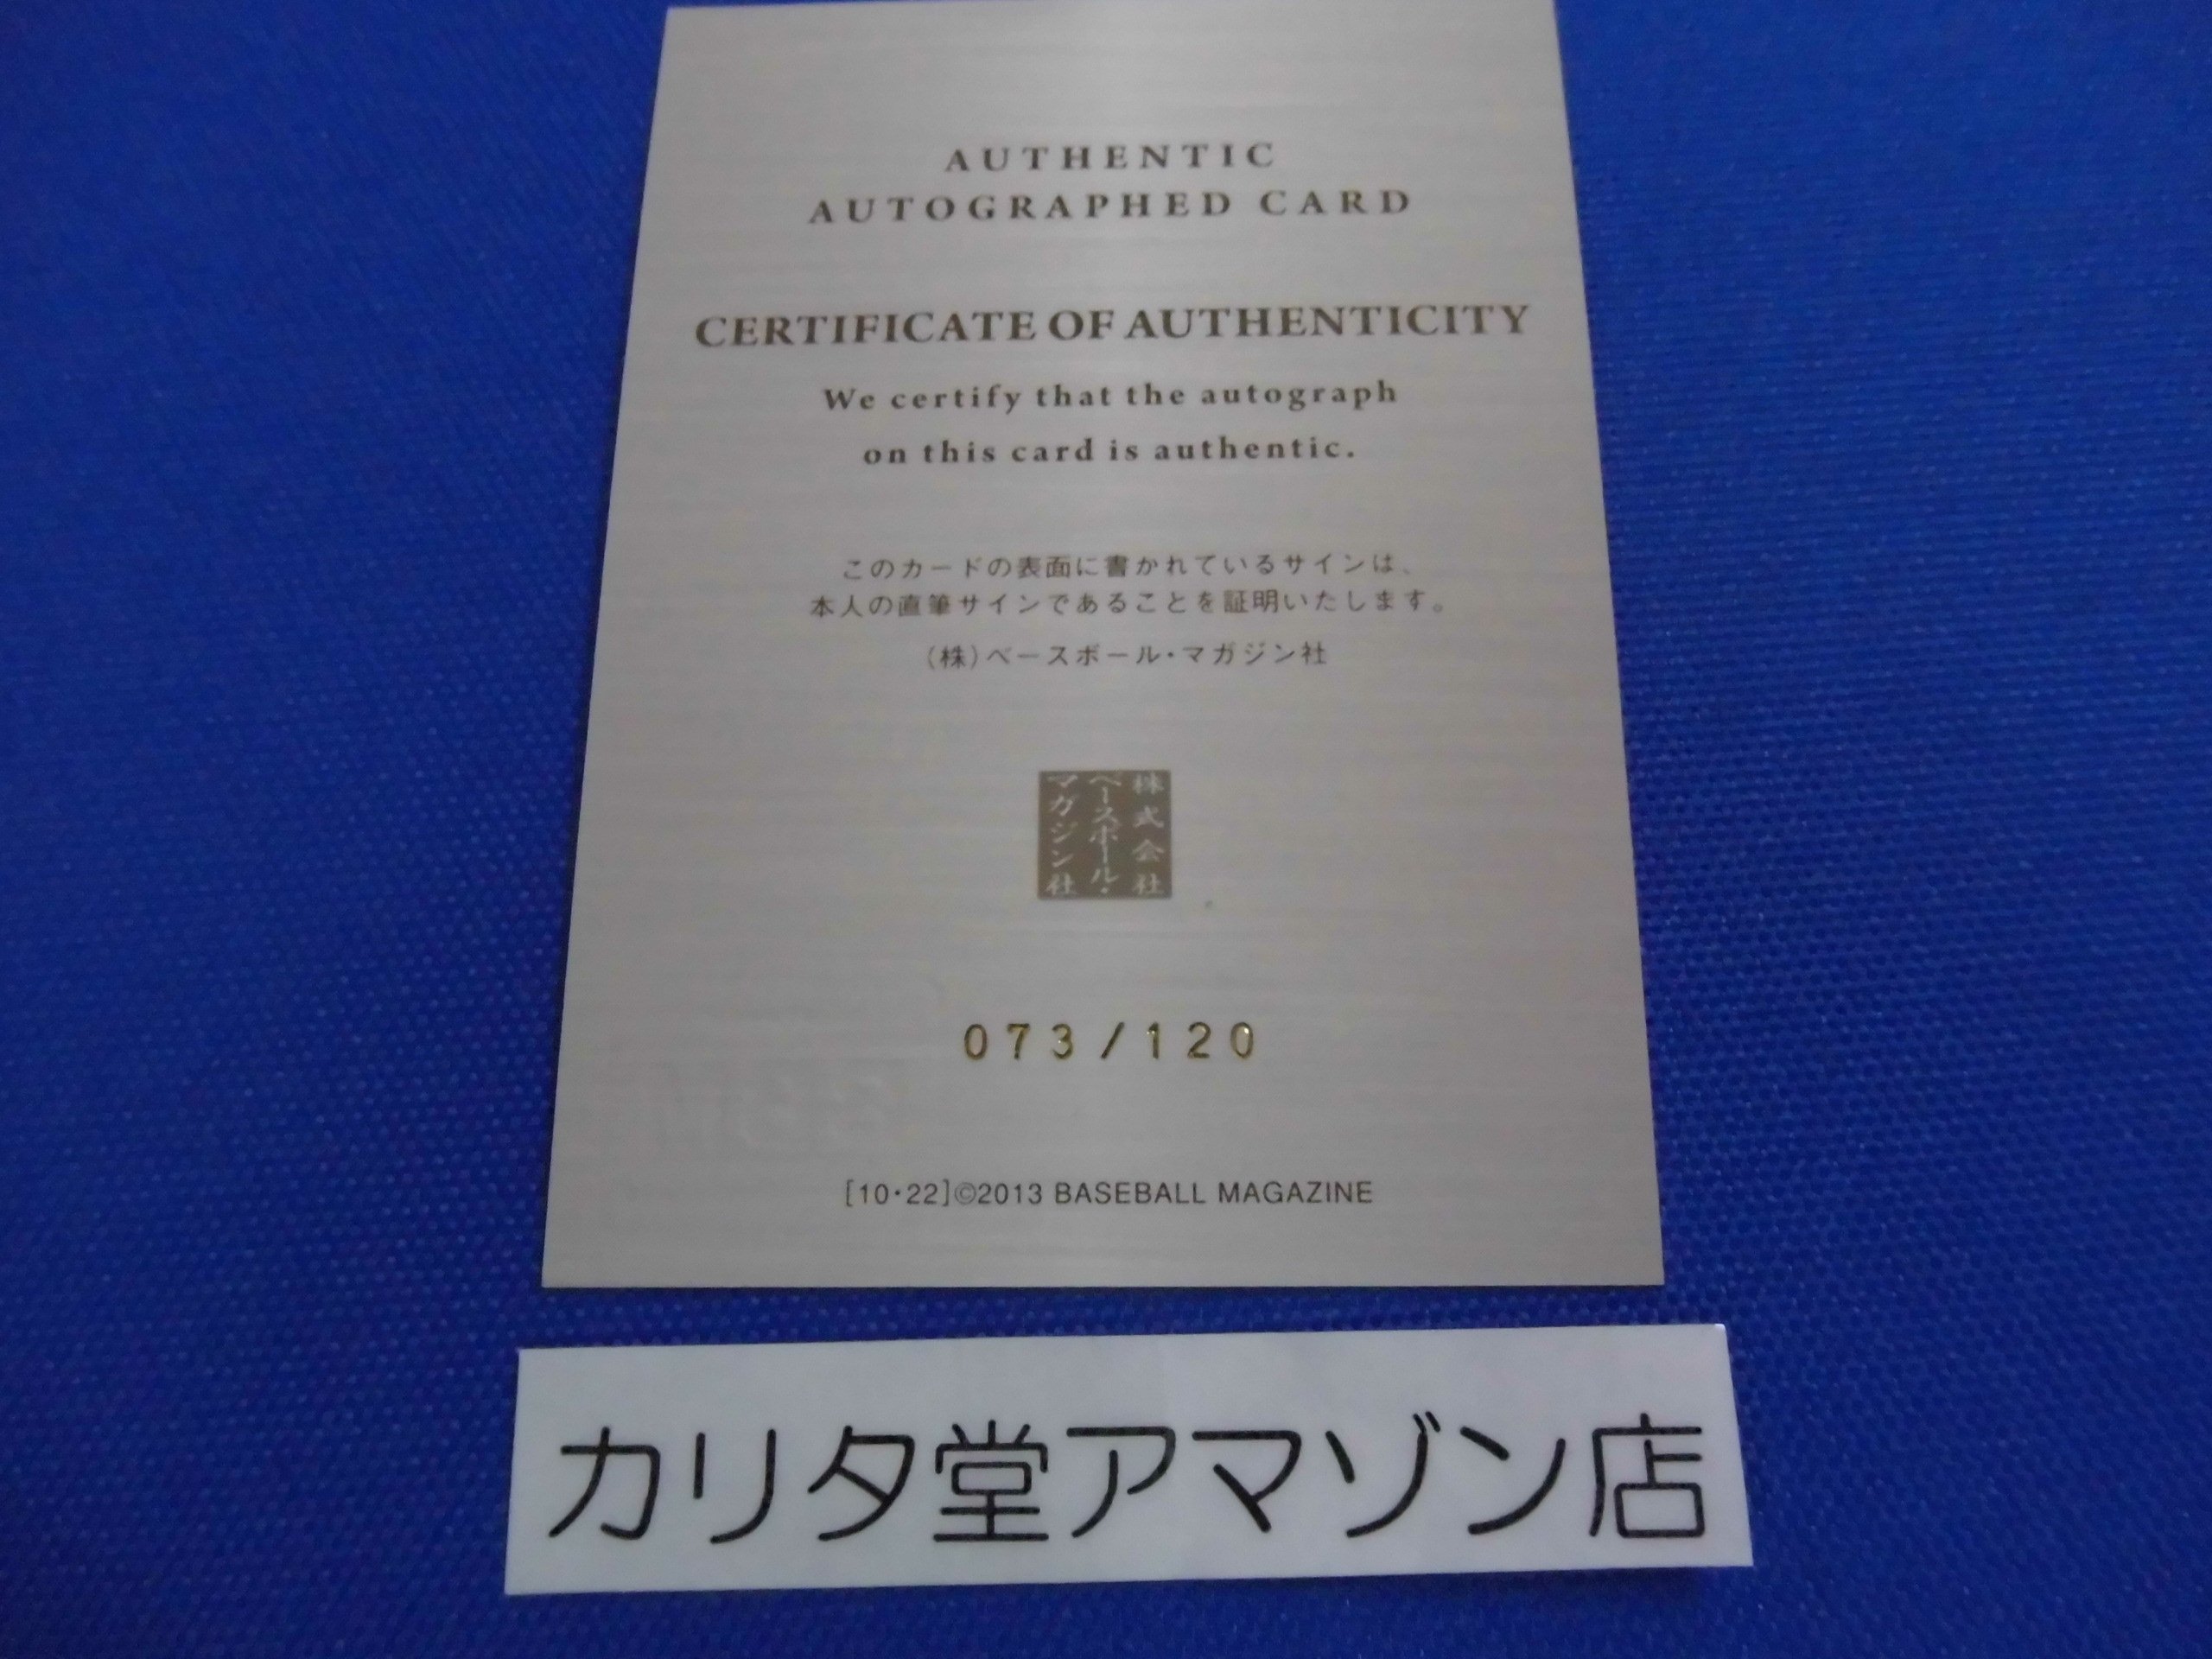 AUTHENTIC
AUTOGRAPHED CARD
CERTIFICATE OF AUTHENTICITY
We certify that the autograph
on this card is authentic.
このカードの表面に書かれているサインは、
本人の直筆サインであることを証明いたします。
(株)ベースボール・マガジン社
株式会社
ベースボール・
マガジン社
073/120
[10・22]©2013 BASEBALL MAGAZINE
カリタ堂アマゾン店